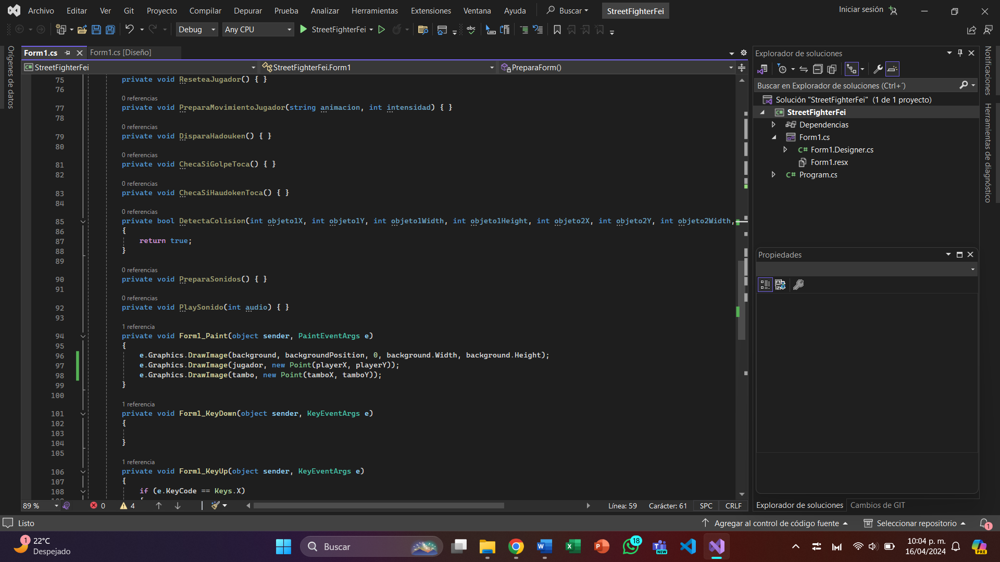 Archivo Editar Ver Git Proyecto Compilar Depurar Prueba Analizar Herramientas Extensiones Ventana Ayuda Buscar StreetFighterFei Iniciar sesión
Debug Any CPU StreetFighterFei
Orígenes de datos
Form1.cs Form1.cs [Diseño]
StreetFighterFei StreetFighterFei.Form1 PreparaForm()
75 private void ReseteaJugador() { }
76
0 referencias
77 private void PreparaMovimientoJugador(string animacion, int intensidad) { }
78
0 referencias
79 private void DisparaHadouken() { }
80
0 referencias
81 private void ChecaSiGolpeToca() { }
82
0 referencias
83 private void ChecaSiHaudokenToca() { }
84
0 referencias
85 private bool DetectaColision(int objeto1X, int objeto1Y, int objeto1Width, int objeto1Height, int objeto2X, int objeto2Y, int objeto2Width,
86 {
87 return true;
88 }
89
0 referencias
90 private void PreparaSonidos() { }
91
0 referencias
92 private void PlaySonido(int audio) { }
93
1 referencia
94 private void Form1_Paint(object sender, PaintEventArgs e)
95 {
96 e.Graphics.DrawImage(background, backgroundPosition, 0, background.Width, background.Height);
97 e.Graphics.DrawImage(jugador, new Point(playerX, playerY));
98 e.Graphics.DrawImage(tambo, new Point(tamboX, tamboY));
99 }
100
1 referencia
101 private void Form1_KeyDown(object sender, KeyEventArgs e)
102 {
103
104 }
105
1 referencia
106 private void Form1_KeyUp(object sender, KeyEventArgs e)
107 {
108 if (e.KeyCode == Keys.X)
89 % 0 4 Línea: 59 Carácter: 61 SPC CRLF
Explorador de soluciones
Buscar en Explorador de soluciones (Ctrl+´)
Solución "StreetFighterFei" (1 de 1 proyecto)
StreetFighterFei
Dependencias
Form1.cs
C# Form1.Designer.cs
Form1.resx
C# Program.cs
Propiedades
Explorador de soluciones Cambios de GIT
Notificaciones
Herramientas de diagnóstico
Listo Agregar al control de código fuente Seleccionar repositorio 1
1 22°C
Despejado
Buscar
18
NEW
10:04 p. m.
16/04/2024
PRE